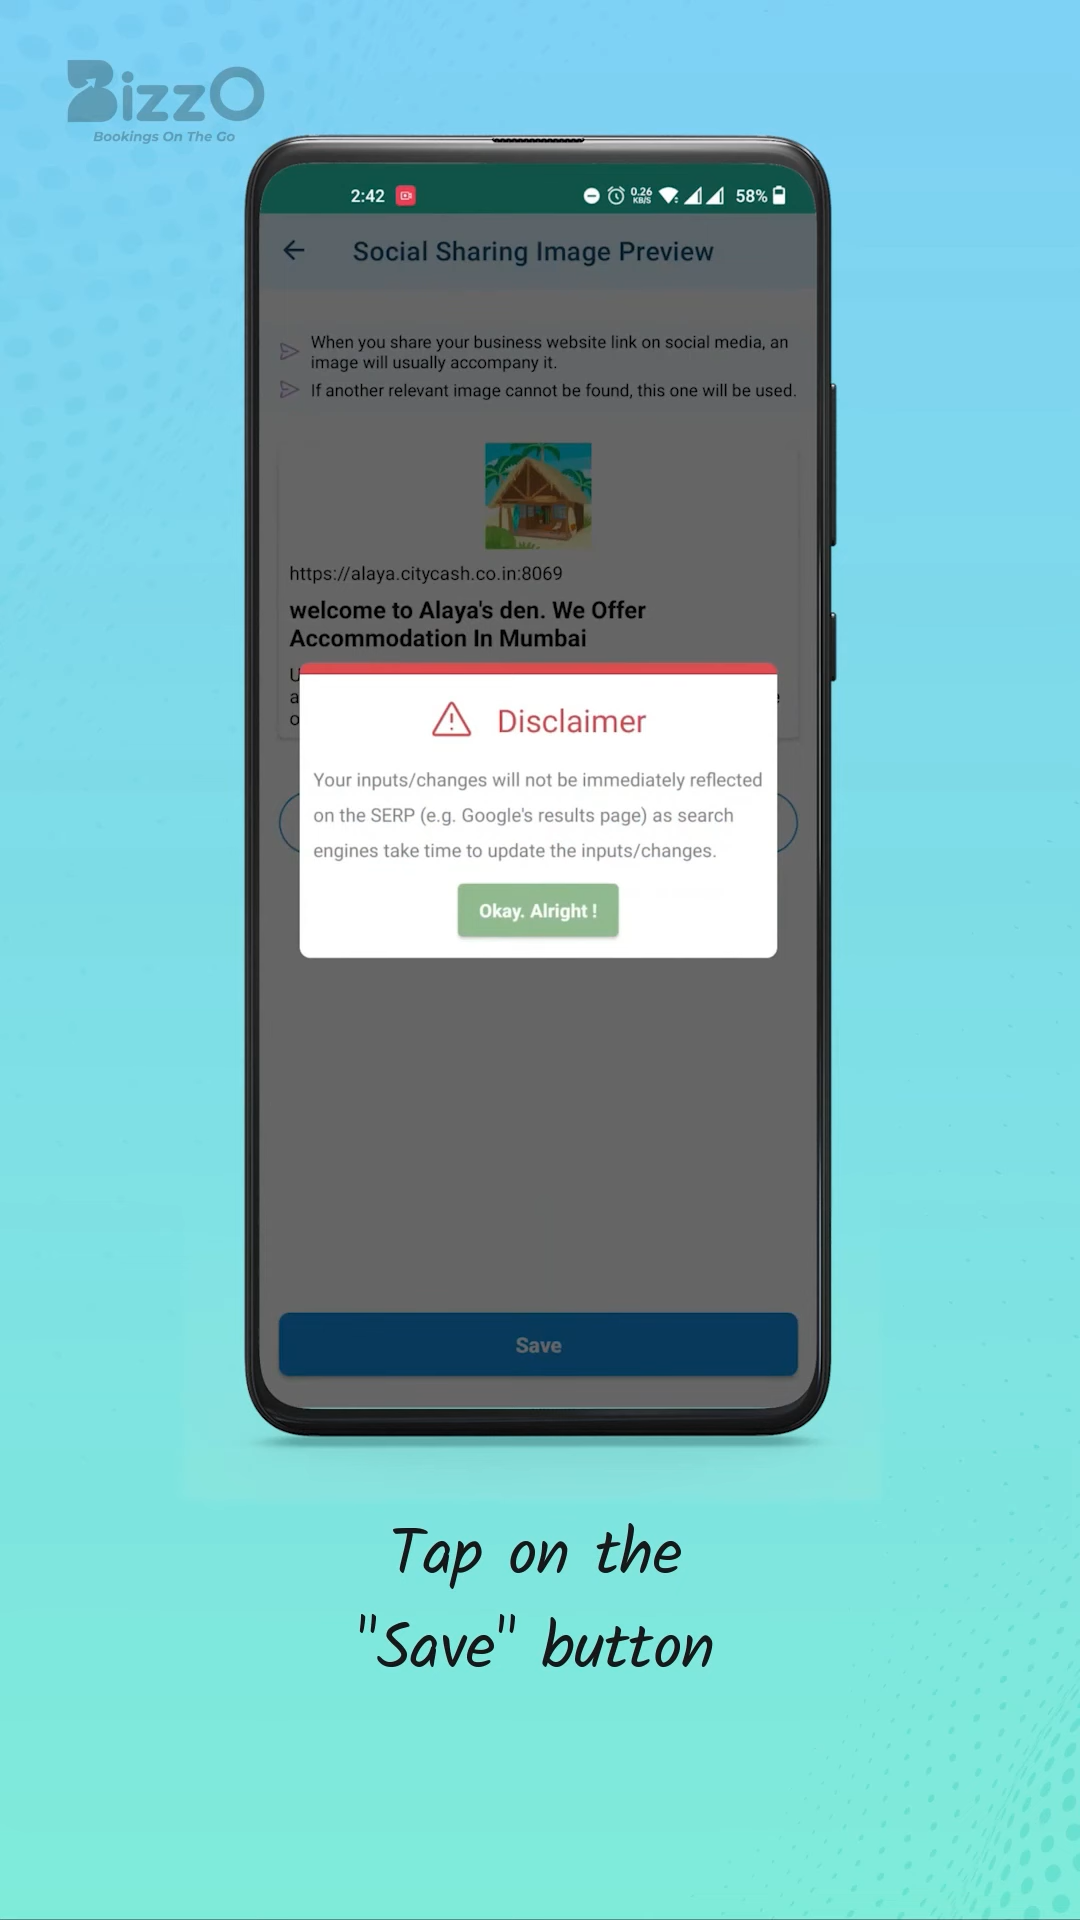 BizzO
Bookings On The Go
2:42
0.26
KB/S
58%
Social Sharing Image Preview
When you share your business website link on social media, an
image will usually accompany it.
If another relevant image cannot be found, this one will be used.
https://alaya.citycash.co.in:8069
welcome to Alaya's den. We Offer
Accommodation In Mumbai
Disclaimer
Your inputs/changes will not be immediately reflected
on the SERP (e.g. Google's results page) as search
engines take time to update the inputs/changes.
Okay. Alright !
Save
Tap on the
"Save" button